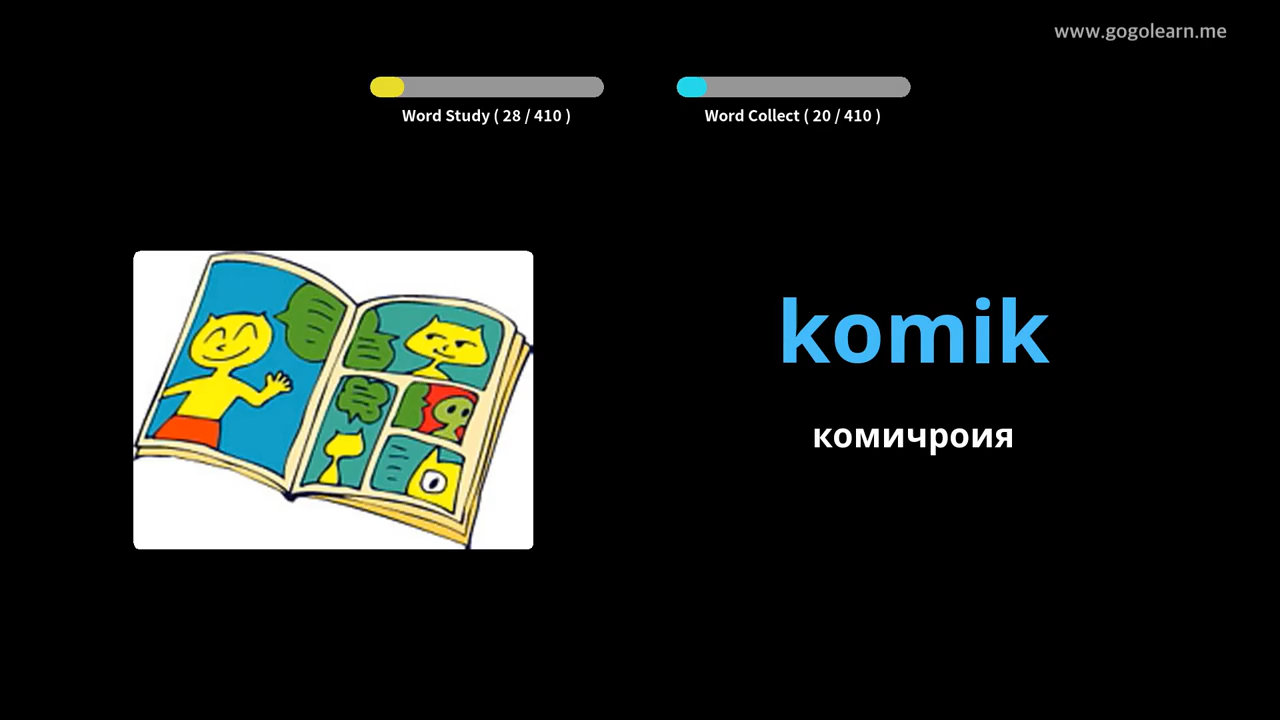 www.gogolearn.me
Word Study ( 28 / 410 )
Word Collect ( 20 / 410 )
komik
комичроия